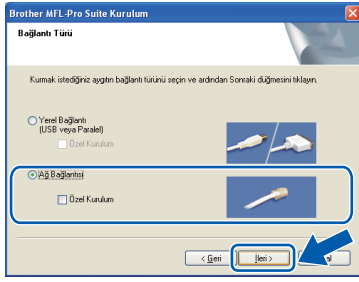 Brother MFL-Pro Suite Kurulum
Bağlantı Türü
Kurmak istediğiniz aygıtın bağlantı türünü seçin ve ardından Sonraki düğmesini tıklayın.
Yerel Bağlantı
(USB veya Paralel)
Özel Kurulum
Ağ Bağlantısı
Özel Kurulum
< Geri
İleri >